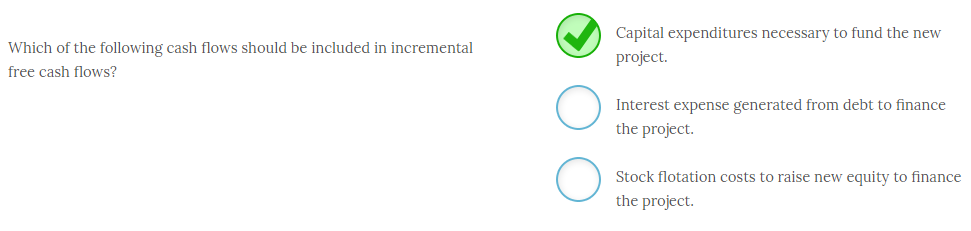 Which of the following cash flows should be included in incremental
free cash flows?
Capital expenditures necessary to fund the new
project.
Interest expense generated from debt to finance
the project.
Stock flotation costs to raise new equity to finance
the project.